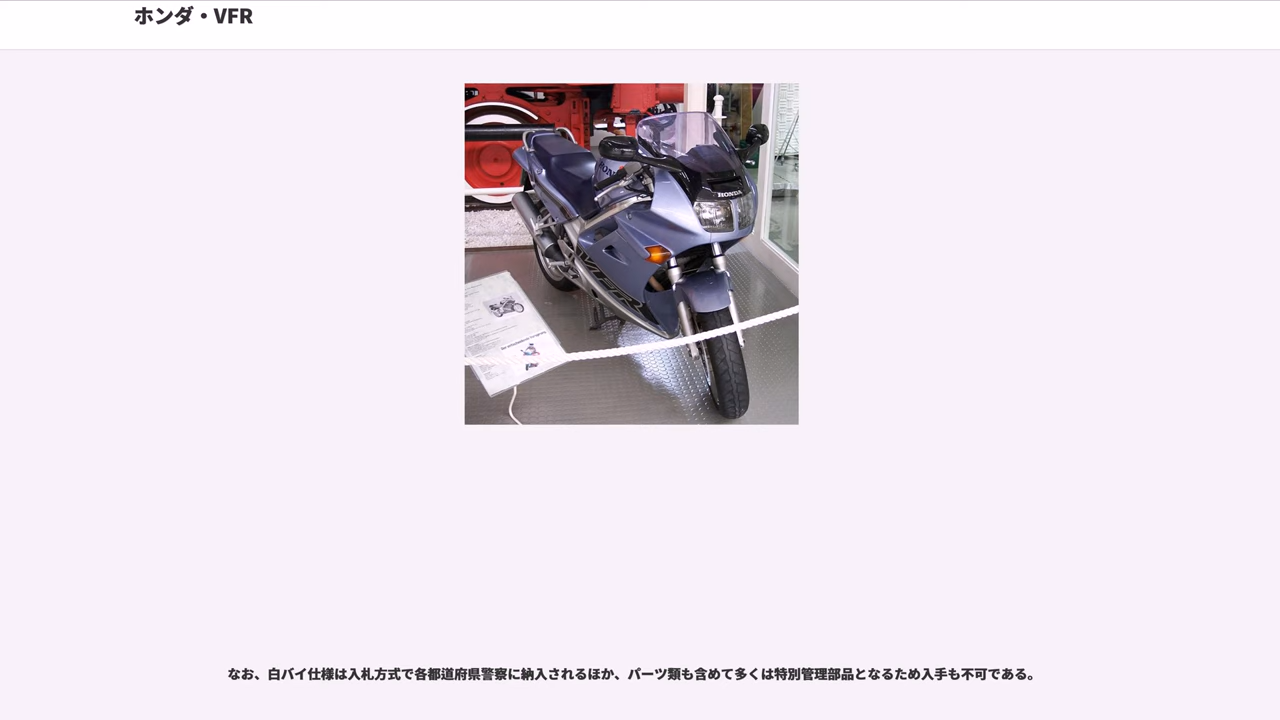 ホンダ・VFR
HONDA
VFR
なお、白バイ仕様は入札方式で各都道府県警察に納入されるほか、パーツ類も含めて多くは特別管理部品となるため入手も不可である。